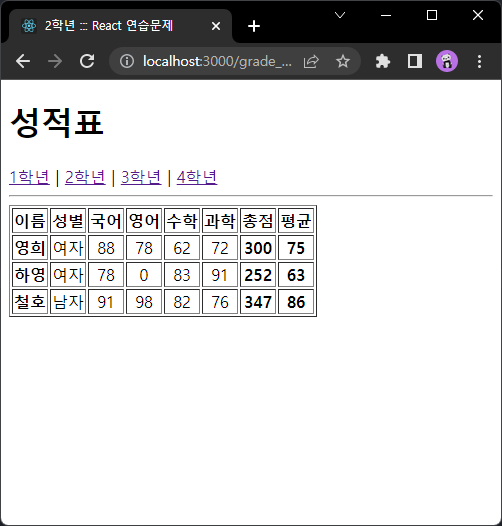 2학년 ::: React 연습문제
localhost:3000/grade_...
성적표
1학년 | 2학년 | 3학년 | 4학년
이름 성별 국어 영어 수학 과학 총점 평균
영희 여자 88 78 62 72 300 75
하영 여자 78 0 83 91 252 63
철호 남자 91 98 82 76 347 86